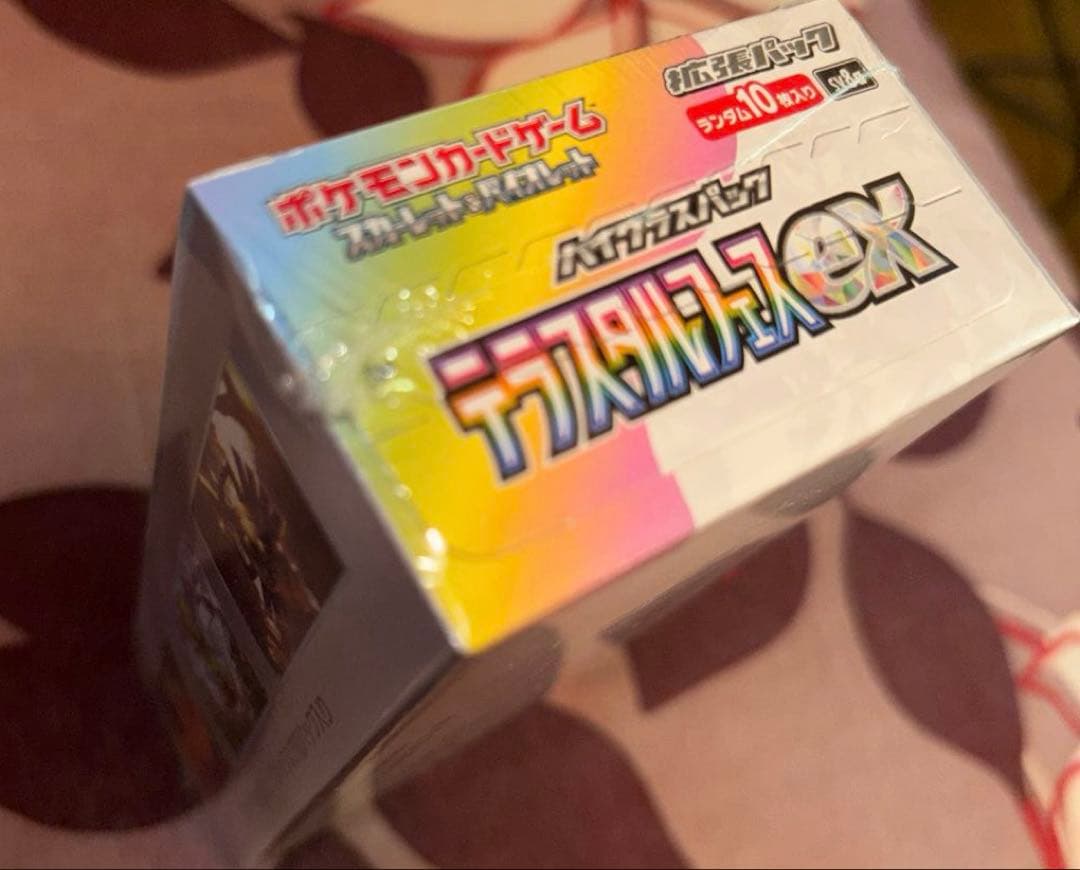 拡張パック
ランダム10枚入り
SV8a
ポケモンカードゲーム
スカーレット&バイオレット
ハイクラスパック
テラスタルフェスex